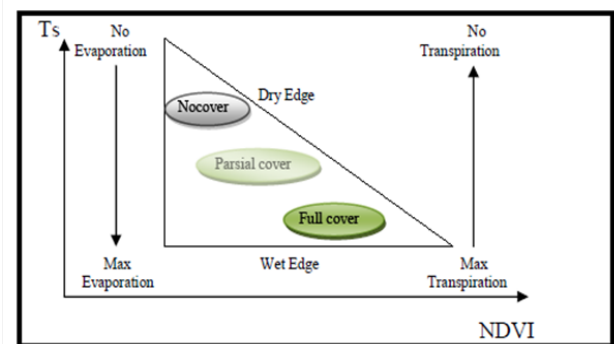 Ts
No
Evaporation
No
Transpiration
Dry Edge
Nocover
Parsial cover
Full cover
Wet Edge
Max
Evaporation
Max
Transpiration
NDVI